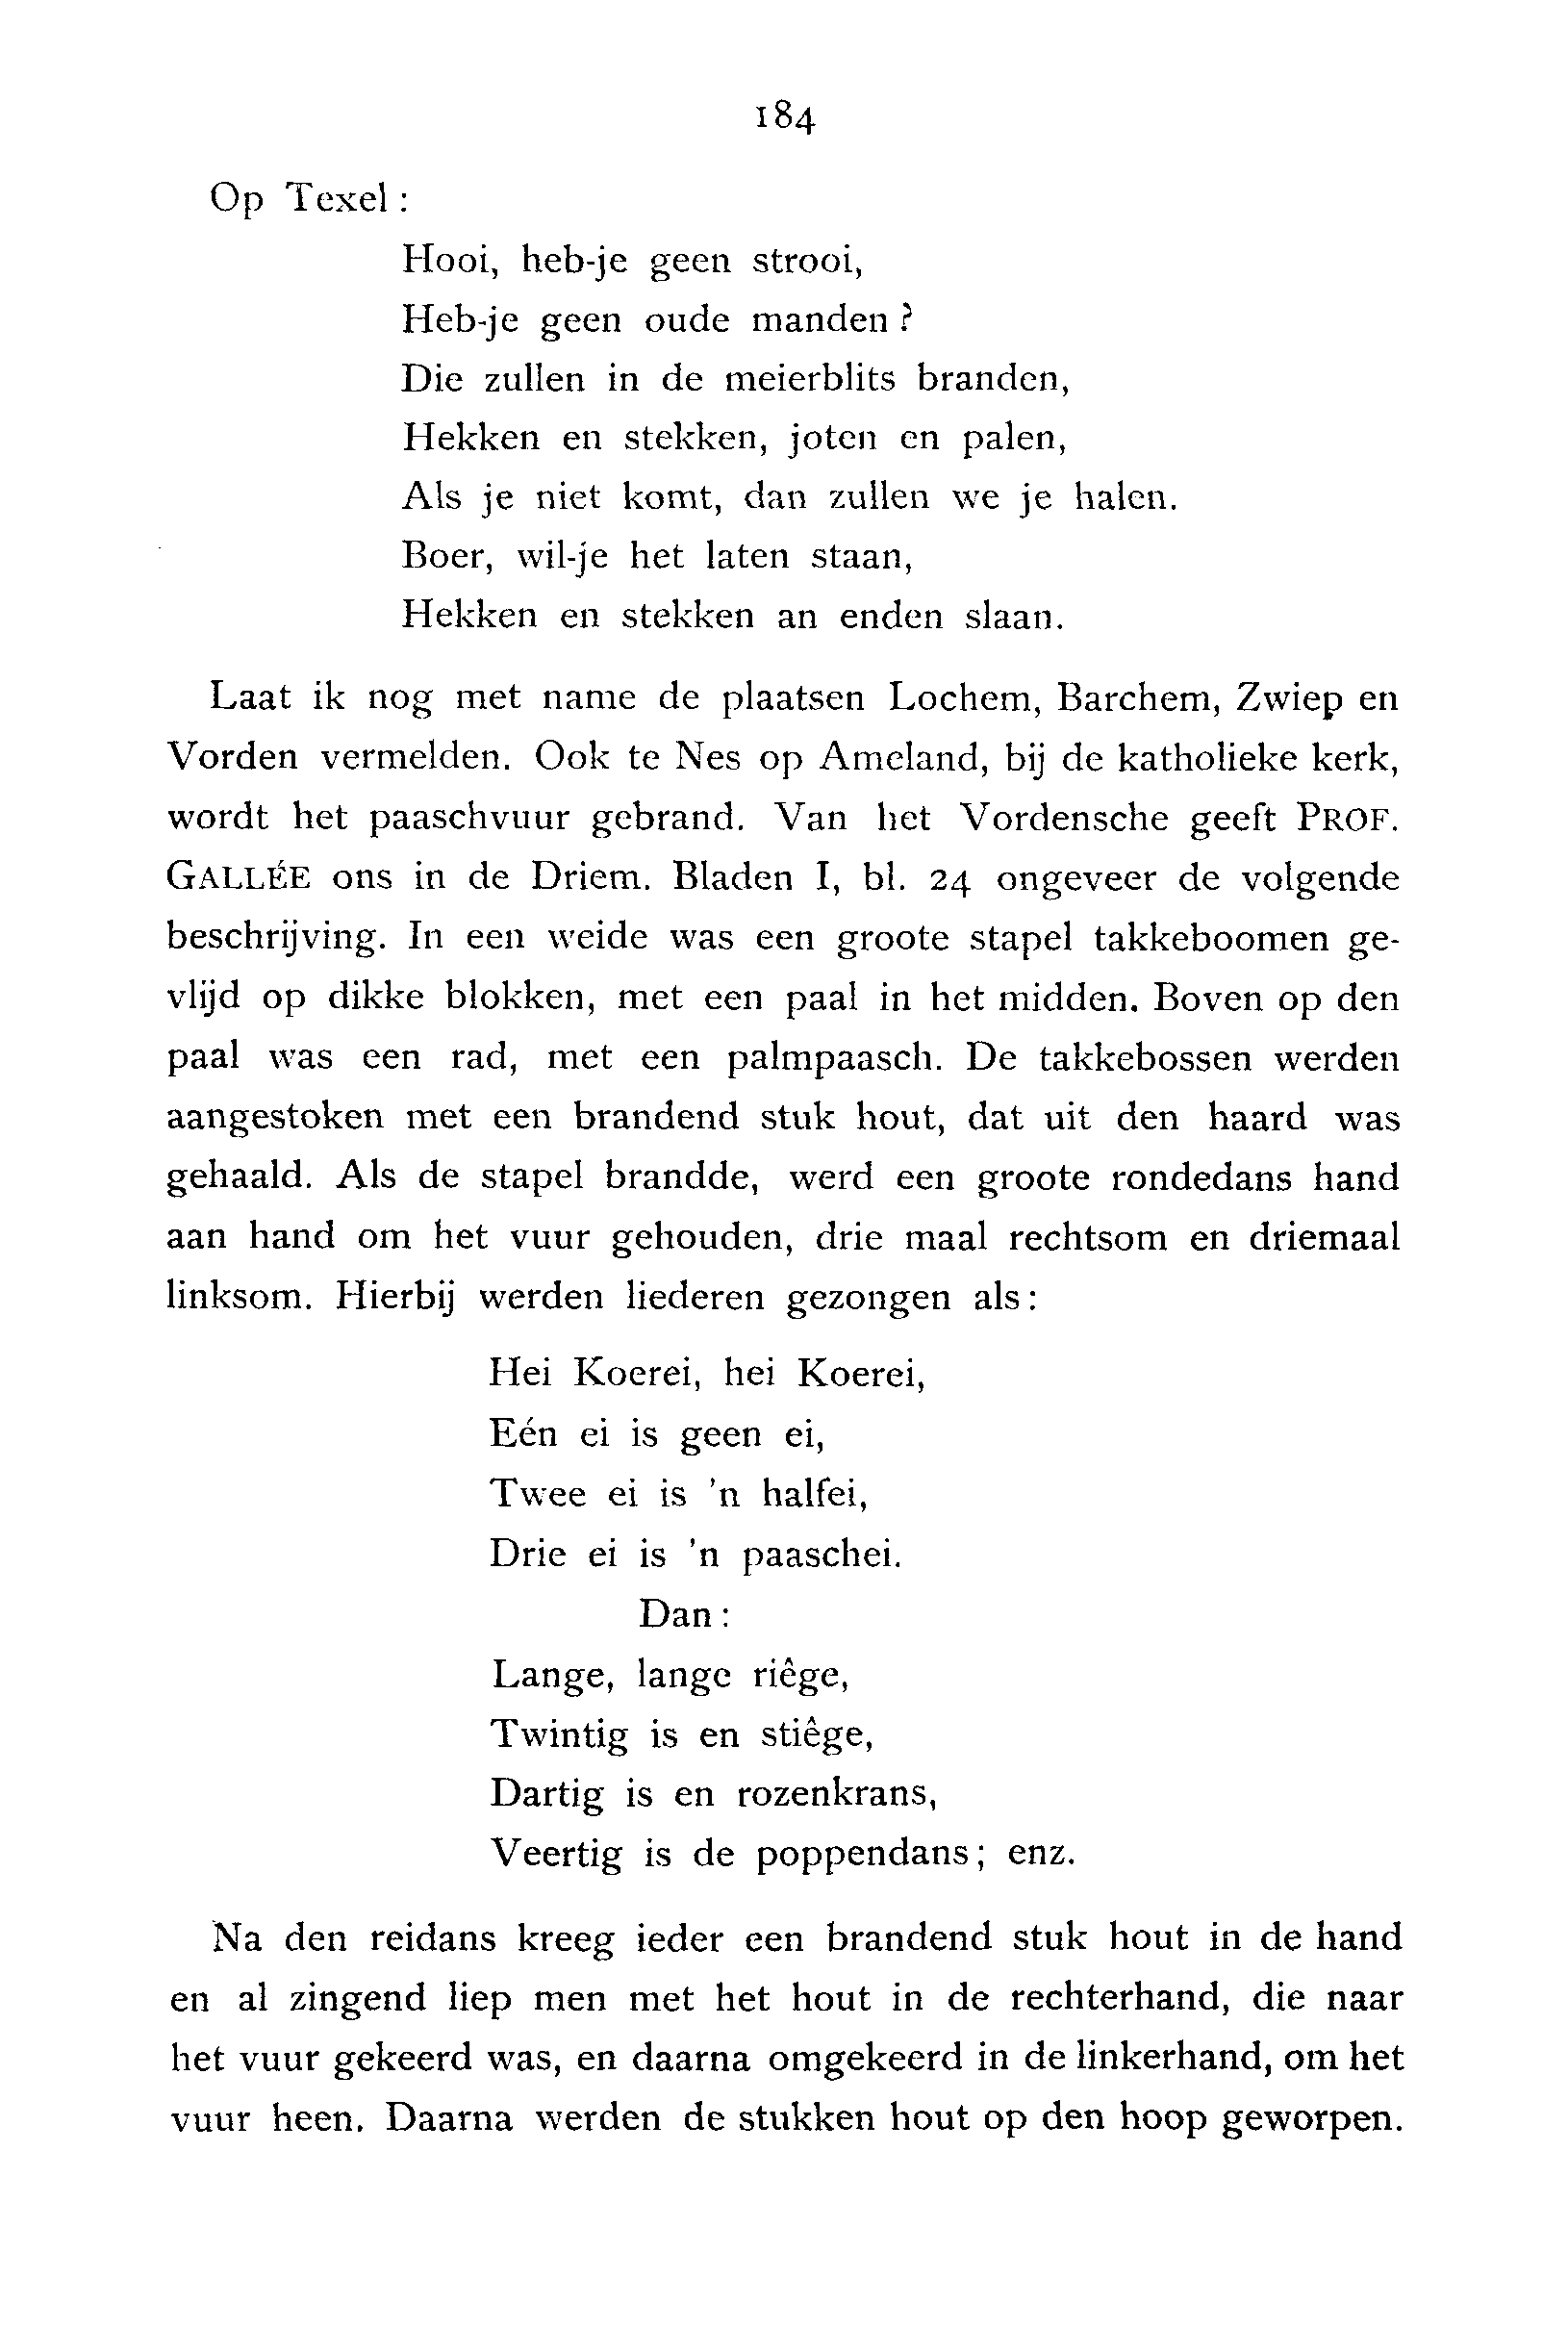 184
Op Texel:
Hooi, heb-je geen strooi,
Heb-je geen oude manden?
Die zullen in de meierblits branden,
Hekken en stekken, joten en palen,
Als je niet komt, dan zullen we je halen.
Boer, wil-je het laten staan,
Hekken en stekken an enden slaan.
Laat ik nog met name de plaatsen Lochem, Barchem, Zwiep en
Vorden vermelden. Ook te Nes op Ameland, bij de katholieke kerk,
wordt het paaschvuur gebrand. Van het Vordensche geeft PROF.
GALLÉE ons in de Driem. Bladen I, bl. 24 ongeveer de volgende
beschrijving. In een weide was een groote stapel takkeboomen ge-
vlijd op dikke blokken, met een paal in het midden. Boven op den
paal was een rad, met een palmpaasch. De takkebossen werden
aangestoken met een brandend stuk hout, dat uit den haard was
gehaald. Als de stapel brandde, werd een groote rondedans hand
aan hand om het vuur gehouden, drie maal rechtsom en driemaal
linksom. Hierbij werden liederen gezongen als:
Hei Koerei, hei Koerei,
Eén ei is geen ei,
Twee ei is 'n halfei,
Drie ei is 'n paaschei.
Dan:
Lange, lange riêge,
Twintig is en stiêge,
Dartig is en rozenkrans,
Veertig is de poppendans; enz.
Na den reidans kreeg ieder een brandend stuk hout in de hand
en al zingend liep men met het hout in de rechterhand, die naar
het vuur gekeerd was, en daarna omgekeerd in de linkerhand, om het
vuur heen. Daarna werden de stukken hout op den hoop geworpen.